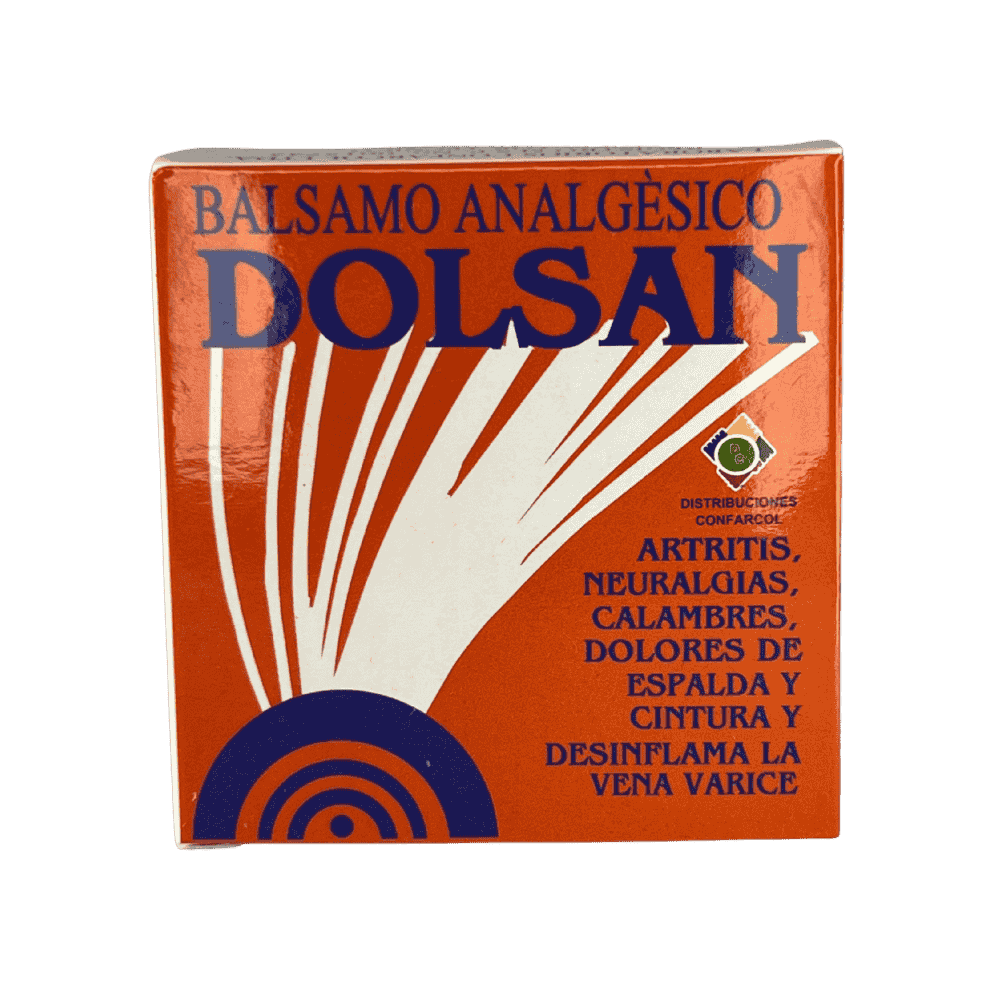 BALSAMO ANALGÈSICO
DOLSAN
D
C
DISTRIBUCIONES
CONFARCOL
ARTRITIS,
NEURALGIAS,
CALAMBRES,
DOLORES DE
ESPALDA Y
CINTURA Y
DESINFLAMA LA
VENA VARICE